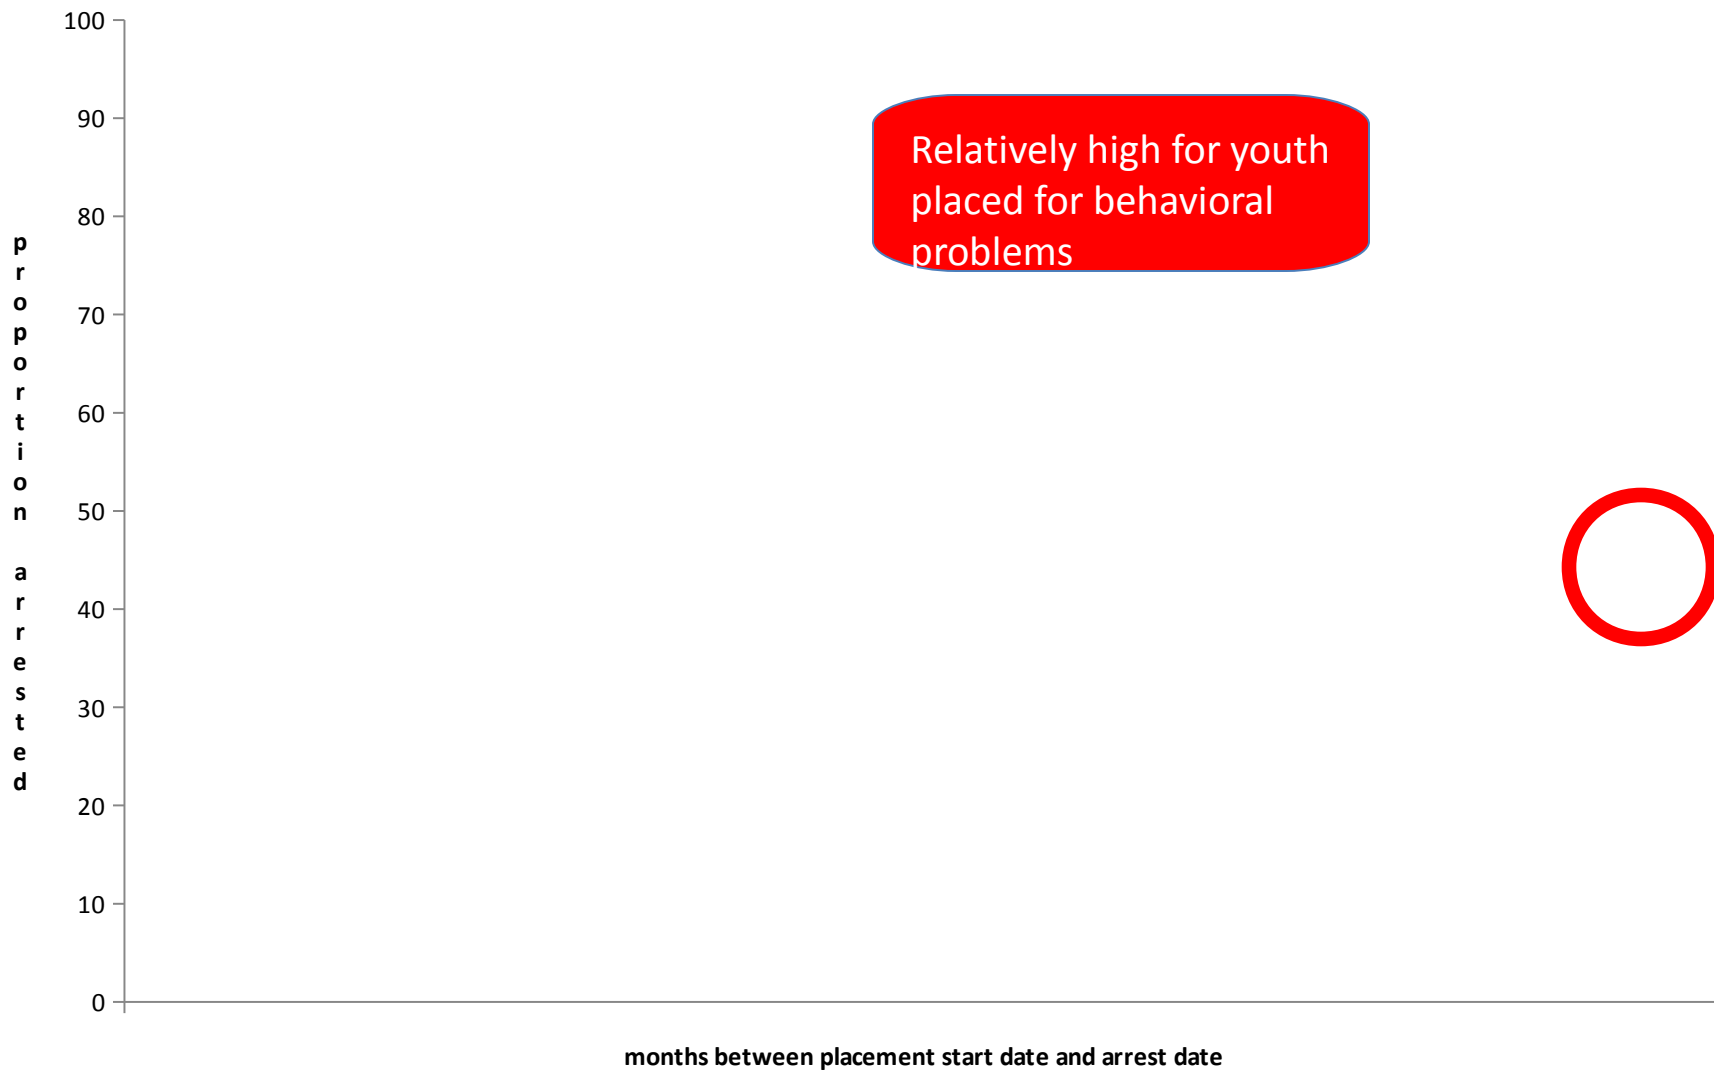 100
90
80
70
60
50
40
30
20
10
0
proportion arrested
Relatively high for youth
placed for behavioral
problems
months between placement start date and arrest date